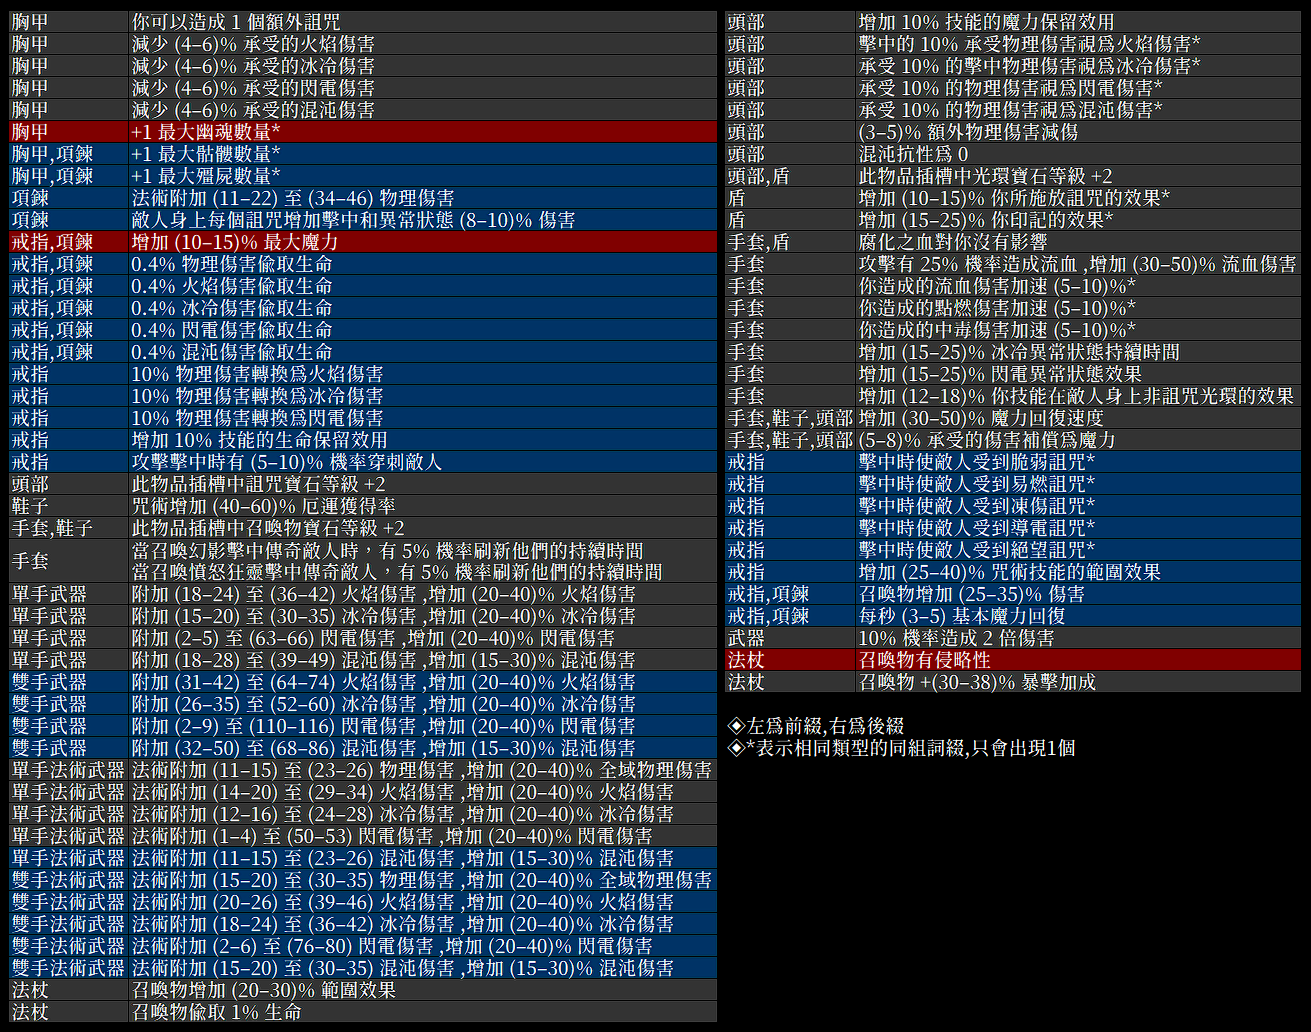 胸甲 你可以造成 1 個額外詛咒
胸甲 減少 (4–6)% 承受的火焰傷害
胸甲 減少 (4–6)% 承受的冰冷傷害
胸甲 減少 (4–6)% 承受的閃電傷害
胸甲 減少 (4–6)% 承受的混沌傷害
胸甲 +1 最大幽魂數量*
胸甲,項鍊 +1 最大骷髏數量*
胸甲,項鍊 +1 最大殭屍數量*
項鍊 法術附加 (11–22) 至 (34–46) 物理傷害
項鍊 敵人身上每個詛咒增加擊中和異常狀態 (8–10)% 傷害
戒指,項鍊 增加 (10–15)% 最大魔力
戒指,項鍊 0.4% 物理傷害偸取生命
戒指,項鍊 0.4% 火焰傷害偸取生命
戒指,項鍊 0.4% 冰冷傷害偸取生命
戒指,項鍊 0.4% 閃電傷害偸取生命
戒指,項鍊 0.4% 混沌傷害偸取生命
戒指 10% 物理傷害轉換爲火焰傷害
戒指 10% 物理傷害轉換爲冰冷傷害
戒指 10% 物理傷害轉換爲閃電傷害
戒指 增加 10% 技能的生命保留效用
戒指 攻擊擊中時有 (5–10)% 機率穿刺敵人
頭部 此物品插槽中詛咒寶石等級 +2
鞋子 咒術增加 (40–60)% 厄運獲得率
手套,鞋子 此物品插槽中召喚物寶石等級 +2
手套 當召喚幻影擊中傳奇敵人時，有 5% 機率刷新他們的持續時間
當召喚憤怒狂靈擊中傳奇敵人，有 5% 機率刷新他們的持續時間
單手武器 附加 (18–24) 至 (36–42) 火焰傷害 ,增加 (20–40)% 火焰傷害
單手武器 附加 (15–20) 至 (30–35) 冰冷傷害 ,增加 (20–40)% 冰冷傷害
單手武器 附加 (2–5) 至 (63–66) 閃電傷害 ,增加 (20–40)% 閃電傷害
單手武器 附加 (18–28) 至 (39–49) 混沌傷害 ,增加 (15–30)% 混沌傷害
雙手武器 附加 (31–42) 至 (64–74) 火焰傷害 ,增加 (20–40)% 火焰傷害
雙手武器 附加 (26–35) 至 (52–60) 冰冷傷害 ,增加 (20–40)% 冰冷傷害
雙手武器 附加 (2–9) 至 (110–116) 閃電傷害 ,增加 (20–40)% 閃電傷害
雙手武器 附加 (32–50) 至 (68–86) 混沌傷害 ,增加 (15–30)% 混沌傷害
單手法術武器 法術附加 (11–15) 至 (23–26) 物理傷害 ,增加 (20–40)% 全域物理傷害
單手法術武器 法術附加 (14–20) 至 (29–34) 火焰傷害 ,增加 (20–40)% 火焰傷害
單手法術武器 法術附加 (12–16) 至 (24–28) 冰冷傷害 ,增加 (20–40)% 冰冷傷害
單手法術武器 法術附加 (1–4) 至 (50–53) 閃電傷害 ,增加 (20–40)% 閃電傷害
單手法術武器 法術附加 (11–15) 至 (23–26) 混沌傷害 ,增加 (15–30)% 混沌傷害
雙手法術武器 法術附加 (15–20) 至 (30–35) 物理傷害 ,增加 (20–40)% 全域物理傷害
雙手法術武器 法術附加 (20–26) 至 (39–46) 火焰傷害 ,增加 (20–40)% 火焰傷害
雙手法術武器 法術附加 (18–24) 至 (36–42) 冰冷傷害 ,增加 (20–40)% 冰冷傷害
雙手法術武器 法術附加 (2–6) 至 (76–80) 閃電傷害 ,增加 (20–40)% 閃電傷害
雙手法術武器 法術附加 (15–20) 至 (30–35) 混沌傷害 ,增加 (15–30)% 混沌傷害
法杖 召喚物增加 (20–30)% 範圍效果
法杖 召喚物偸取 1% 生命
頭部 增加 10% 技能的魔力保留效用
頭部 擊中的 10% 承受物理傷害視爲火焰傷害*
頭部 承受 10% 的擊中物理傷害視爲冰冷傷害*
頭部 承受 10% 的物理傷害視爲閃電傷害*
頭部 承受 10% 的物理傷害視爲混沌傷害*
頭部 (3–5)% 額外物理傷害減傷
頭部 混沌抗性爲 0
頭部,盾 此物品插槽中光環寶石等級 +2
盾 增加 (10–15)% 你所施放詛咒的效果*
盾 增加 (15–25)% 你印記的效果*
手套,盾 腐化之血對你沒有影響
手套 攻擊有 25% 機率造成流血 ,增加 (30–50)% 流血傷害
手套 你造成的流血傷害加速 (5–10)%*
手套 你造成的點燃傷害加速 (5–10)%*
手套 你造成的中毒傷害加速 (5–10)%*
手套 增加 (15–25)% 冰冷異常狀態持續時間
手套 增加 (15–25)% 閃電異常狀態效果
手套 增加 (12–18)% 你技能在敵人身上非詛咒光環的效果
手套,鞋子,頭部 增加 (30–50)% 魔力回復速度
手套,鞋子,頭部 (5–8)% 承受的傷害補償爲魔力
戒指 擊中時使敵人受到脆弱詛咒*
戒指 擊中時使敵人受到易燃詛咒*
戒指 擊中時使敵人受到凍傷詛咒*
戒指 擊中時使敵人受到導電詛咒*
戒指 擊中時使敵人受到絕望詛咒*
戒指 增加 (25–40)% 咒術技能的範圍效果
戒指,項鍊 召喚物增加 (25–35)% 傷害
戒指,項鍊 每秒 (3–5) 基本魔力回復
武器 10% 機率造成 2 倍傷害
法杖 召喚物有侵略性
法杖 召喚物 +(30–38)% 暴擊加成
◈左爲前綴,右爲後綴
◈*表示相同類型的同組詞綴,只會出現1個